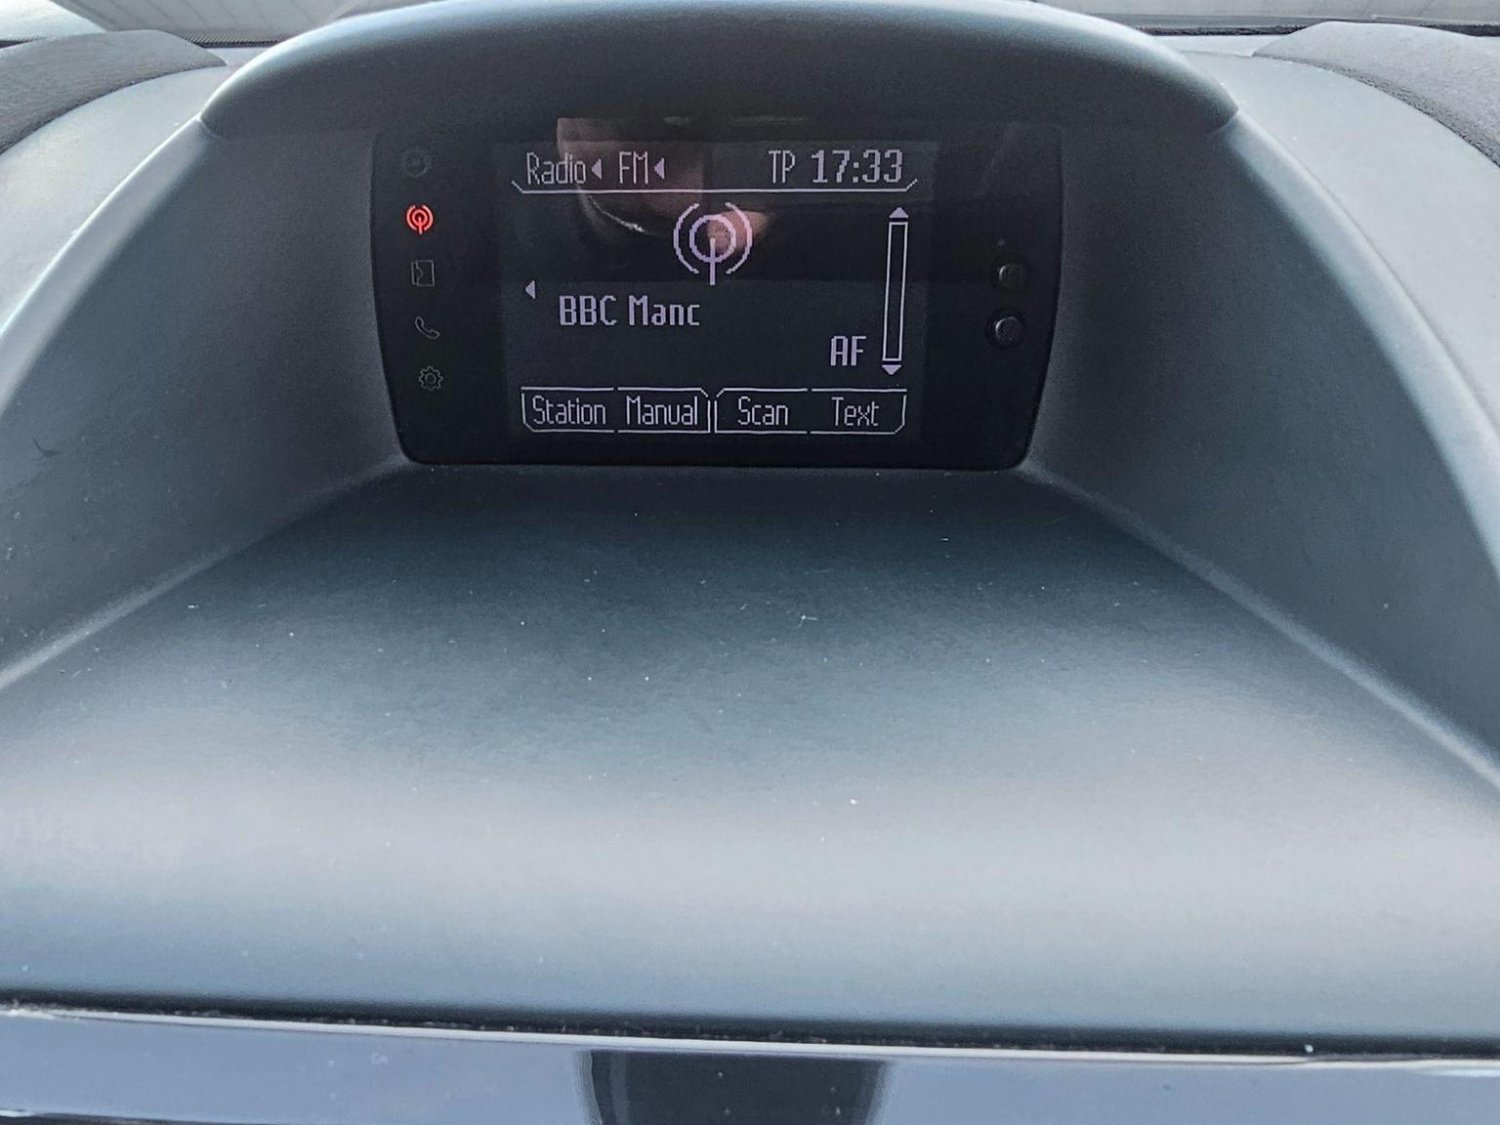 Radio FM TP 17:33
BBC Manc
AF
Station Manual Scan Text